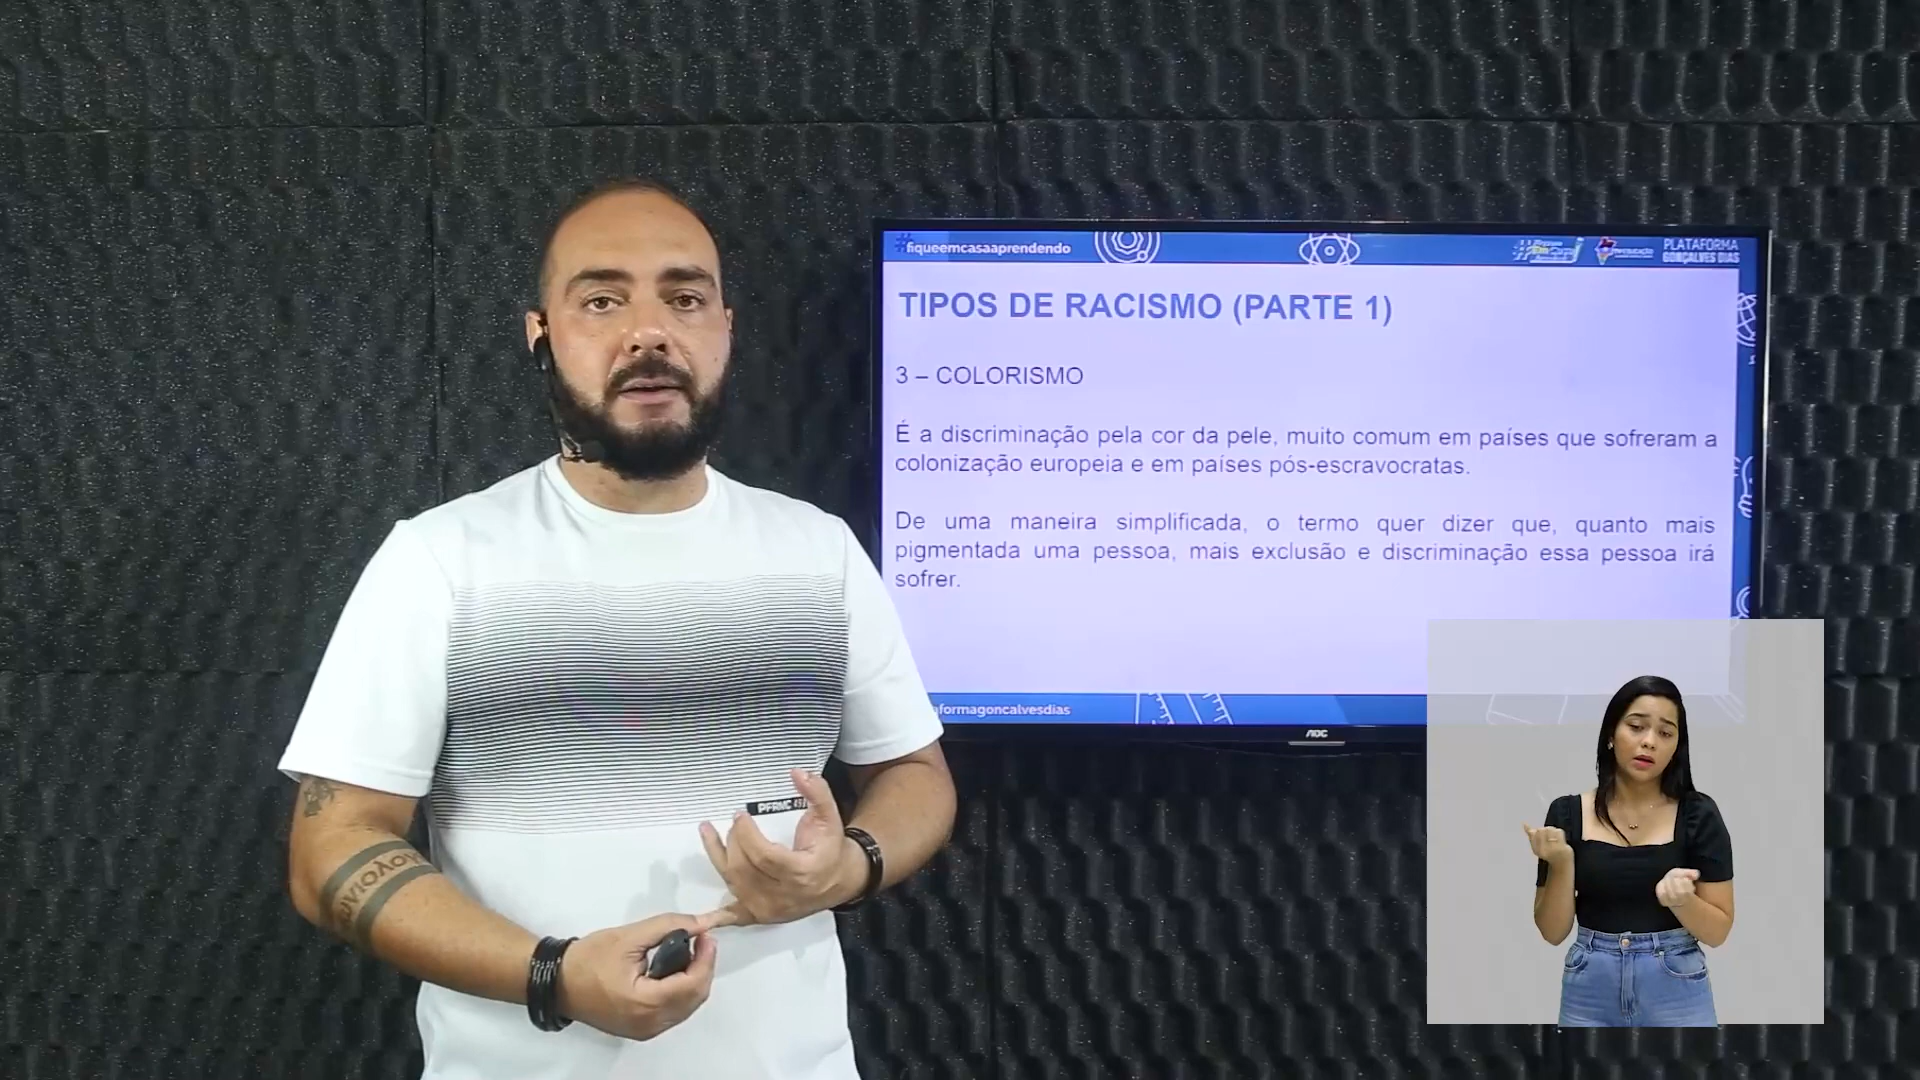 #fiqueemcasaaprendendo
PLATAFORMA
GONÇALVES DIAS
TIPOS DE RACISMO (PARTE 1)
3 – COLORISMO
É a discriminação pela cor da pele, muito comum em países que sofreram a
colonização europeia e em países pós-escravocratas.
De uma maneira simplificada, o termo quer dizer que, quanto mais
pigmentada uma pessoa, mais exclusão e discriminação essa pessoa irá
sofrer.
aformagoncalvesdias
AOC